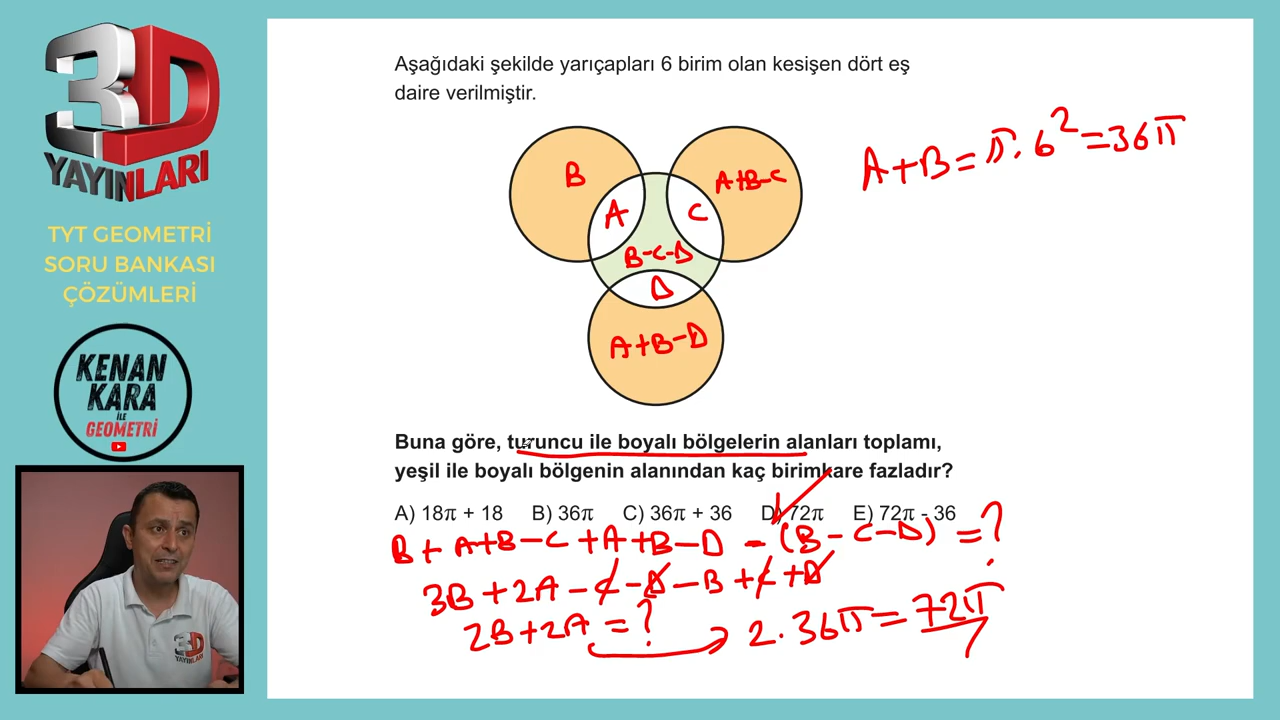 3D
YAYINLARI
TYT GEOMETRİ
SORU BANKASI
ÇÖZÜMLERİ
KENAN
KARA
İLE
GEOMETRİ
3D
YAYINLARI
Aşağıdaki şekilde yarıçapları 6 birim olan kesişen dört eş
daire verilmiştir.
B
A+B-C
A
C
B-C-D
D
A+B-D
A+B=π.6²=36π
Buna göre, turuncu ile boyalı bölgelerin alanları toplamı,
yeşil ile boyalı bölgenin alanından kaç birimkare fazladır?
A) 18π + 18 B) 36π C) 36π + 36 D) 72π E) 72π - 36
B+A+B-C+A+B-D-(B-C-D)=?
3B+2A-C-D-B+C+D
2B+2A=? 2.36π=72π